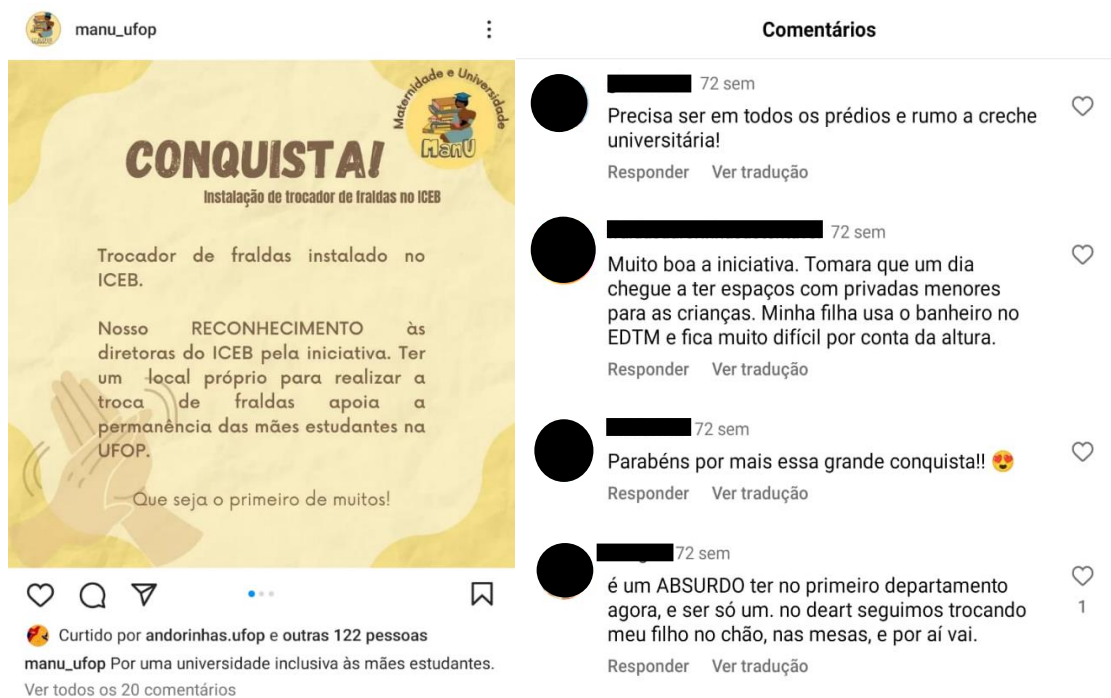 manu_ufop
Maternidade e Universidade
ManU
CONQUISTA!
Instalação de trocador de fraldas no ICEB
Trocador de fraldas instalado no
ICEB.
Nosso RECONHECIMENTO às
diretoras do ICEB pela iniciativa. Ter
um local próprio para realizar a
troca de fraldas apoia a
permanência das mães estudantes na
UFOP.
Que seja o primeiro de muitos!
Curtido por andorinhas.ufop e outras 122 pessoas
manu_ufop Por uma universidade inclusiva às mães estudantes.
Ver todos os 20 comentários
Comentários
72 sem
Precisa ser em todos os prédios e rumo a creche
universitária!
Responder Ver tradução
72 sem
Muito boa a iniciativa. Tomara que um dia
chegue a ter espaços com privadas menores
para as crianças. Minha filha usa o banheiro no
EDTM e fica muito difícil por conta da altura.
Responder Ver tradução
72 sem
Parabéns por mais essa grande conquista!! 😍
Responder Ver tradução
72 sem
é um ABSURDO ter no primeiro departamento
agora, e ser só um. no deart seguimos trocando
meu filho no chão, nas mesas, e por aí vai.
1
Responder Ver tradução